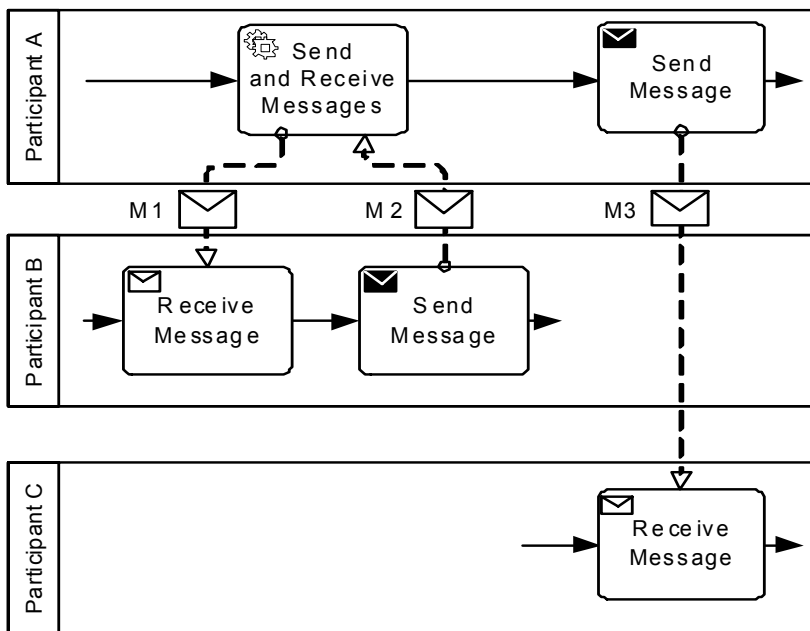 Participant A
Send
and Receive
Messages
Send
Message
M1
M2
M3
Participant B
Receive
Message
Send
Message
Participant C
Receive
Message